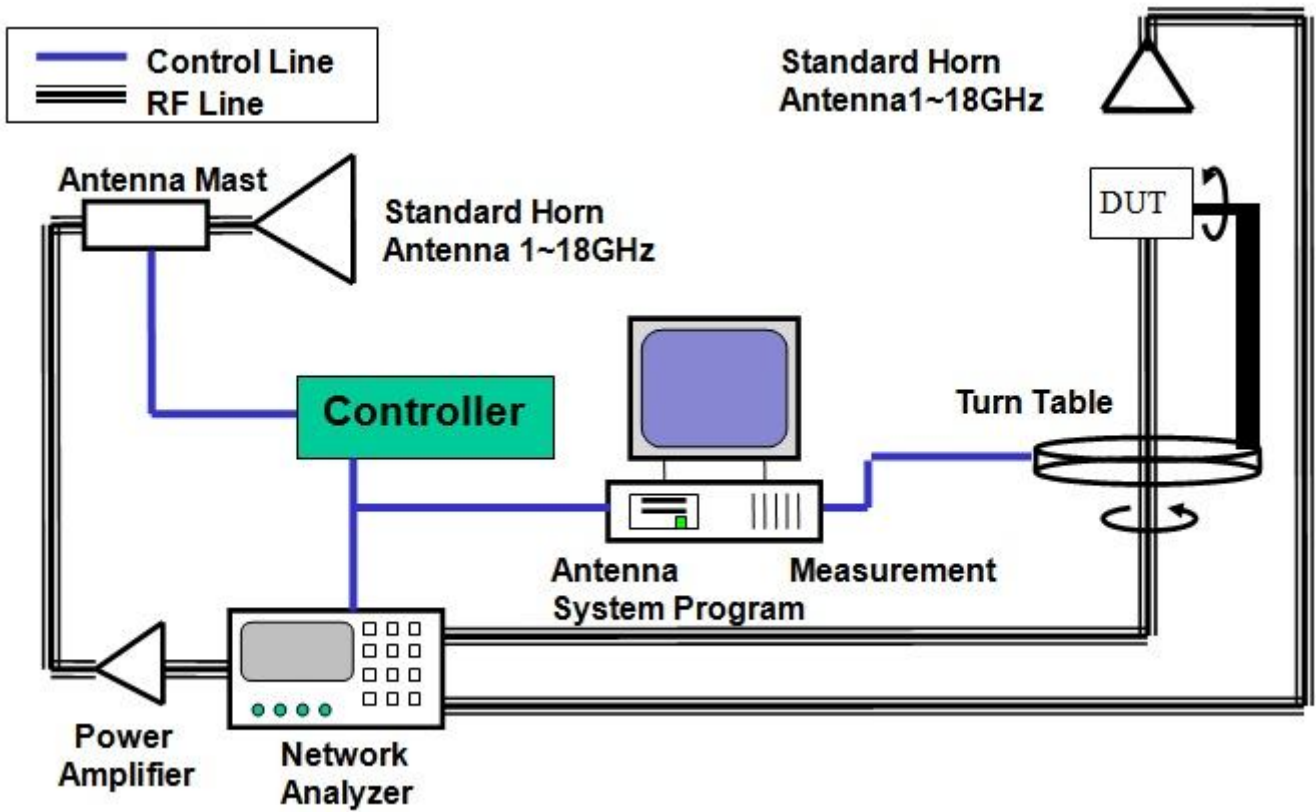 Control Line
RF Line
Standard Horn
Antenna1~18GHz
Antenna Mast
Standard Horn
Antenna 1~18GHz
DUT
Controller
Turn Table
Antenna Measurement
System Program
Power
Amplifier
Network
Analyzer